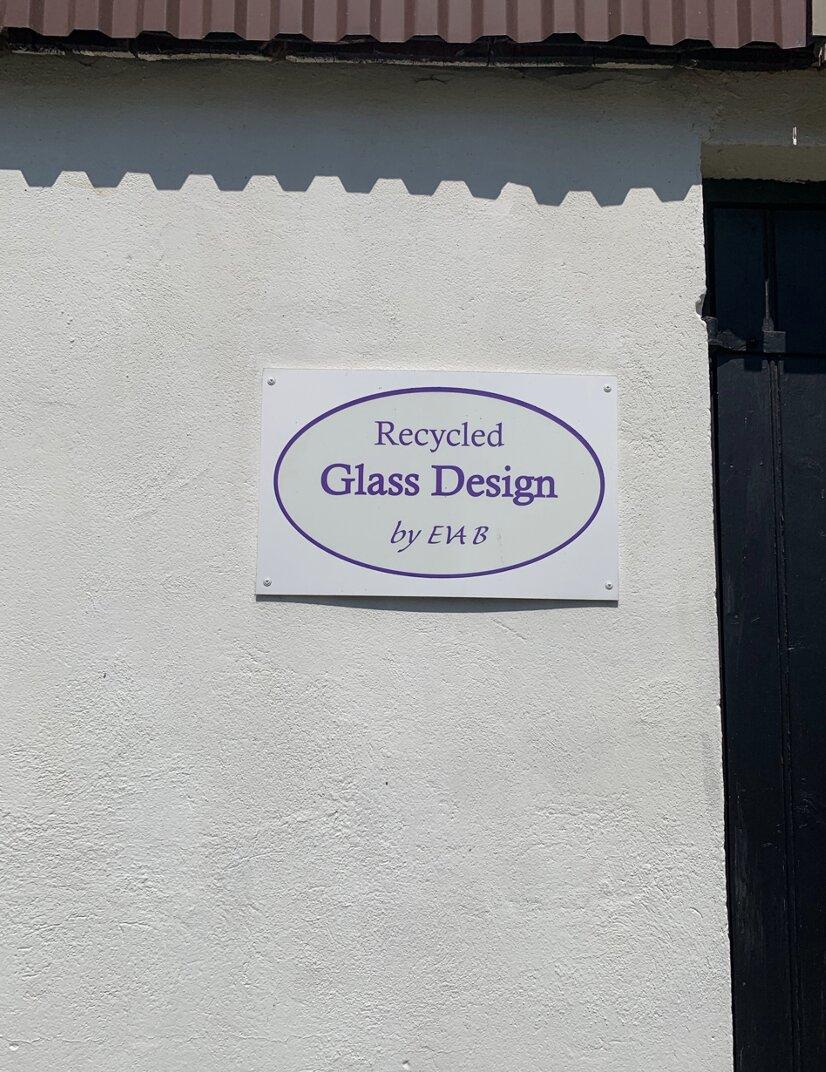 Recycled
Glass Design
by EVA B